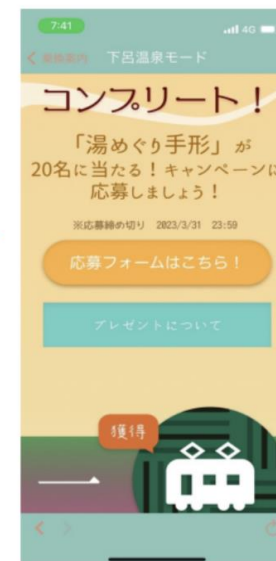 7:41
4G
下呂温泉モード
コンプリート！
「湯めぐり手形」が
20名に当たる！キャンペーンに
応募しましょう！
※応募締め切り 2023/3/31 23:59
応募フォームはこちら！
プレゼントについて
獲得